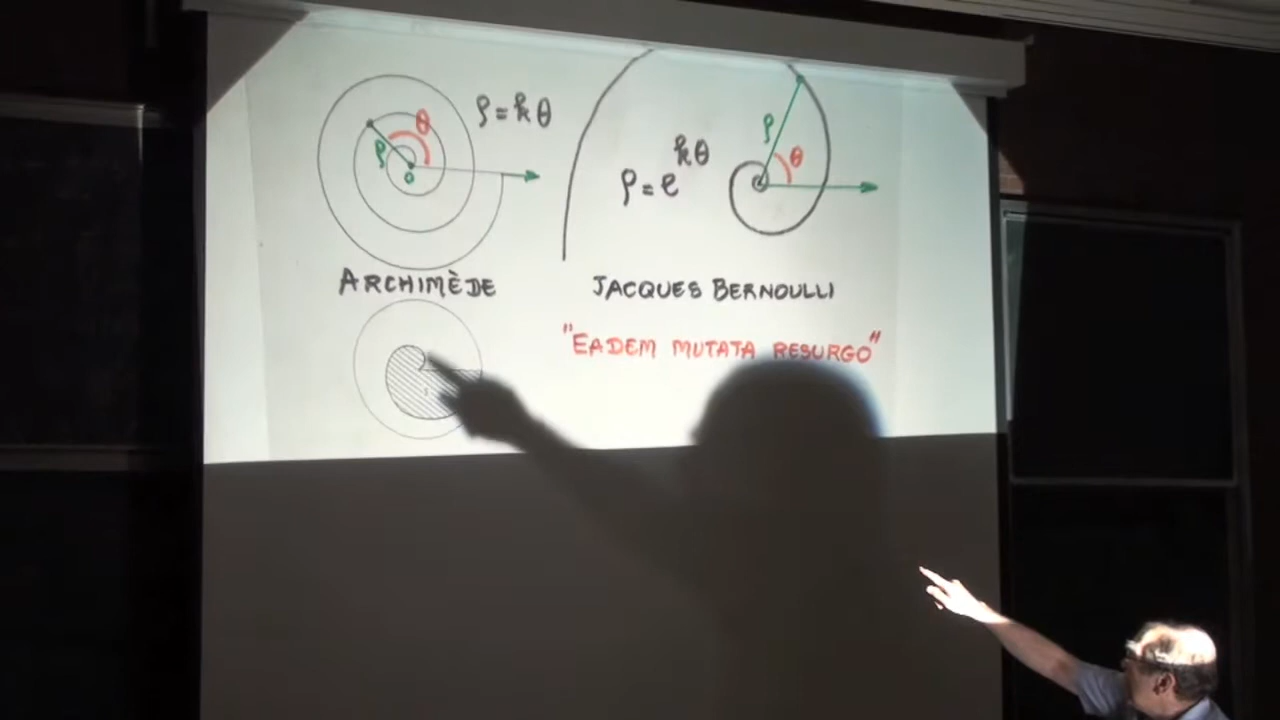 ρ = kθ
θ
ρ
O
ARCHIMÈDE
ρ = e^{kθ}
ρ
θ
JACQUES BERNOULLI
"EADEM MUTATA RESURGO"